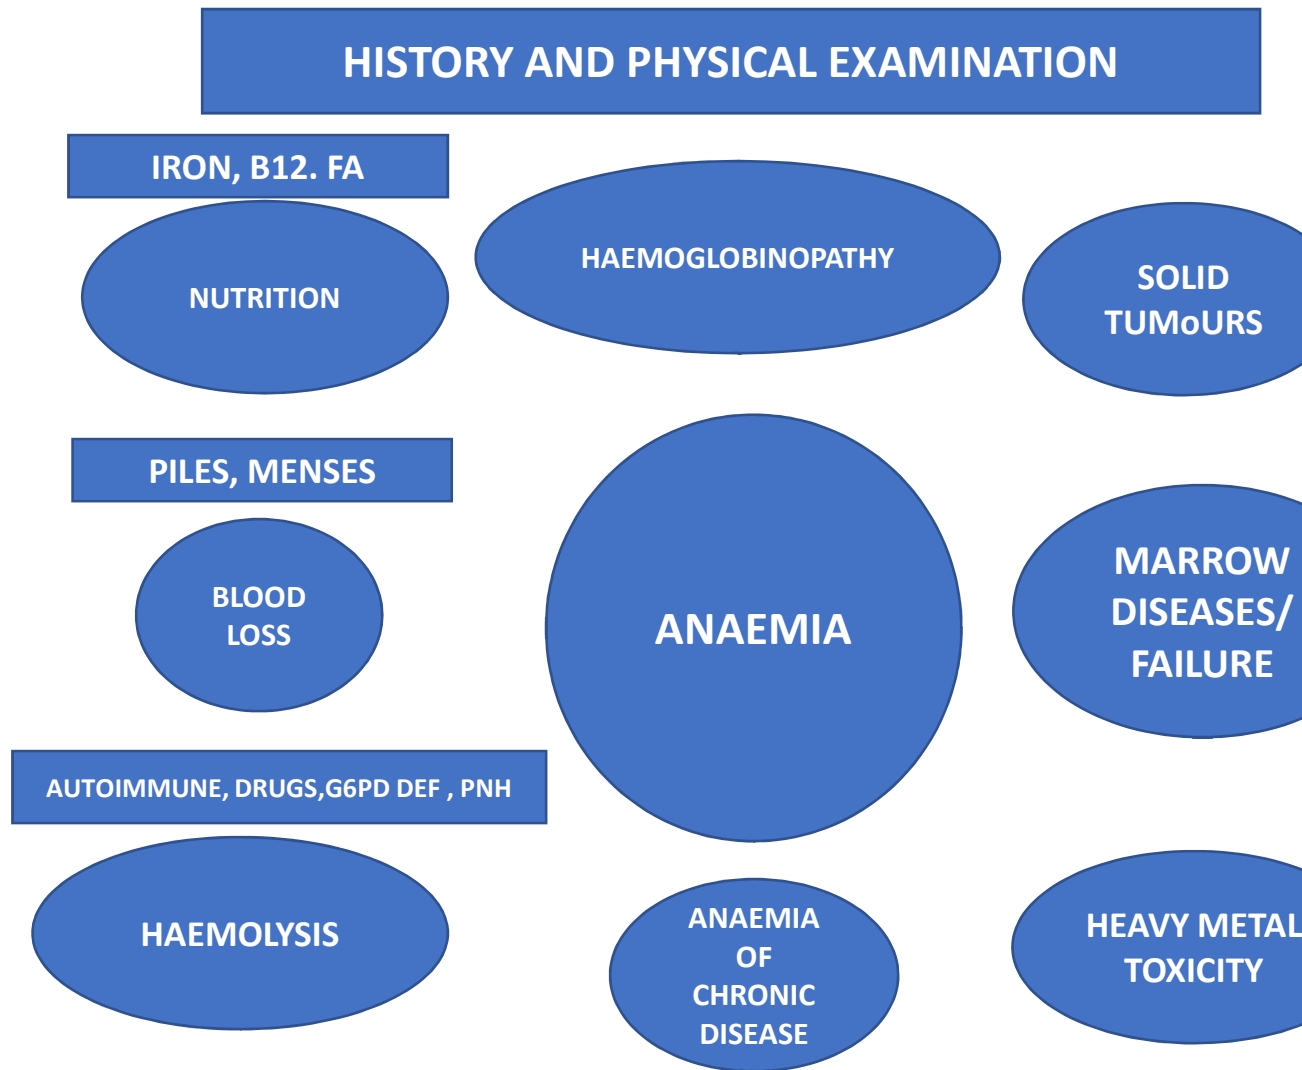 HISTORY AND PHYSICAL EXAMINATION
IRON, B12. FA
NUTRITION
HAEMOGLOBINOPATHY
SOLID
TUMoURS
PILES, MENSES
BLOOD
LOSS
ANAEMIA
MARROW
DISEASES/
FAILURE
AUTOIMMUNE, DRUGS,G6PD DEF , PNH
HAEMOLYSIS
ANAEMIA
OF
CHRONIC
DISEASE
HEAVY METAL
TOXICITY